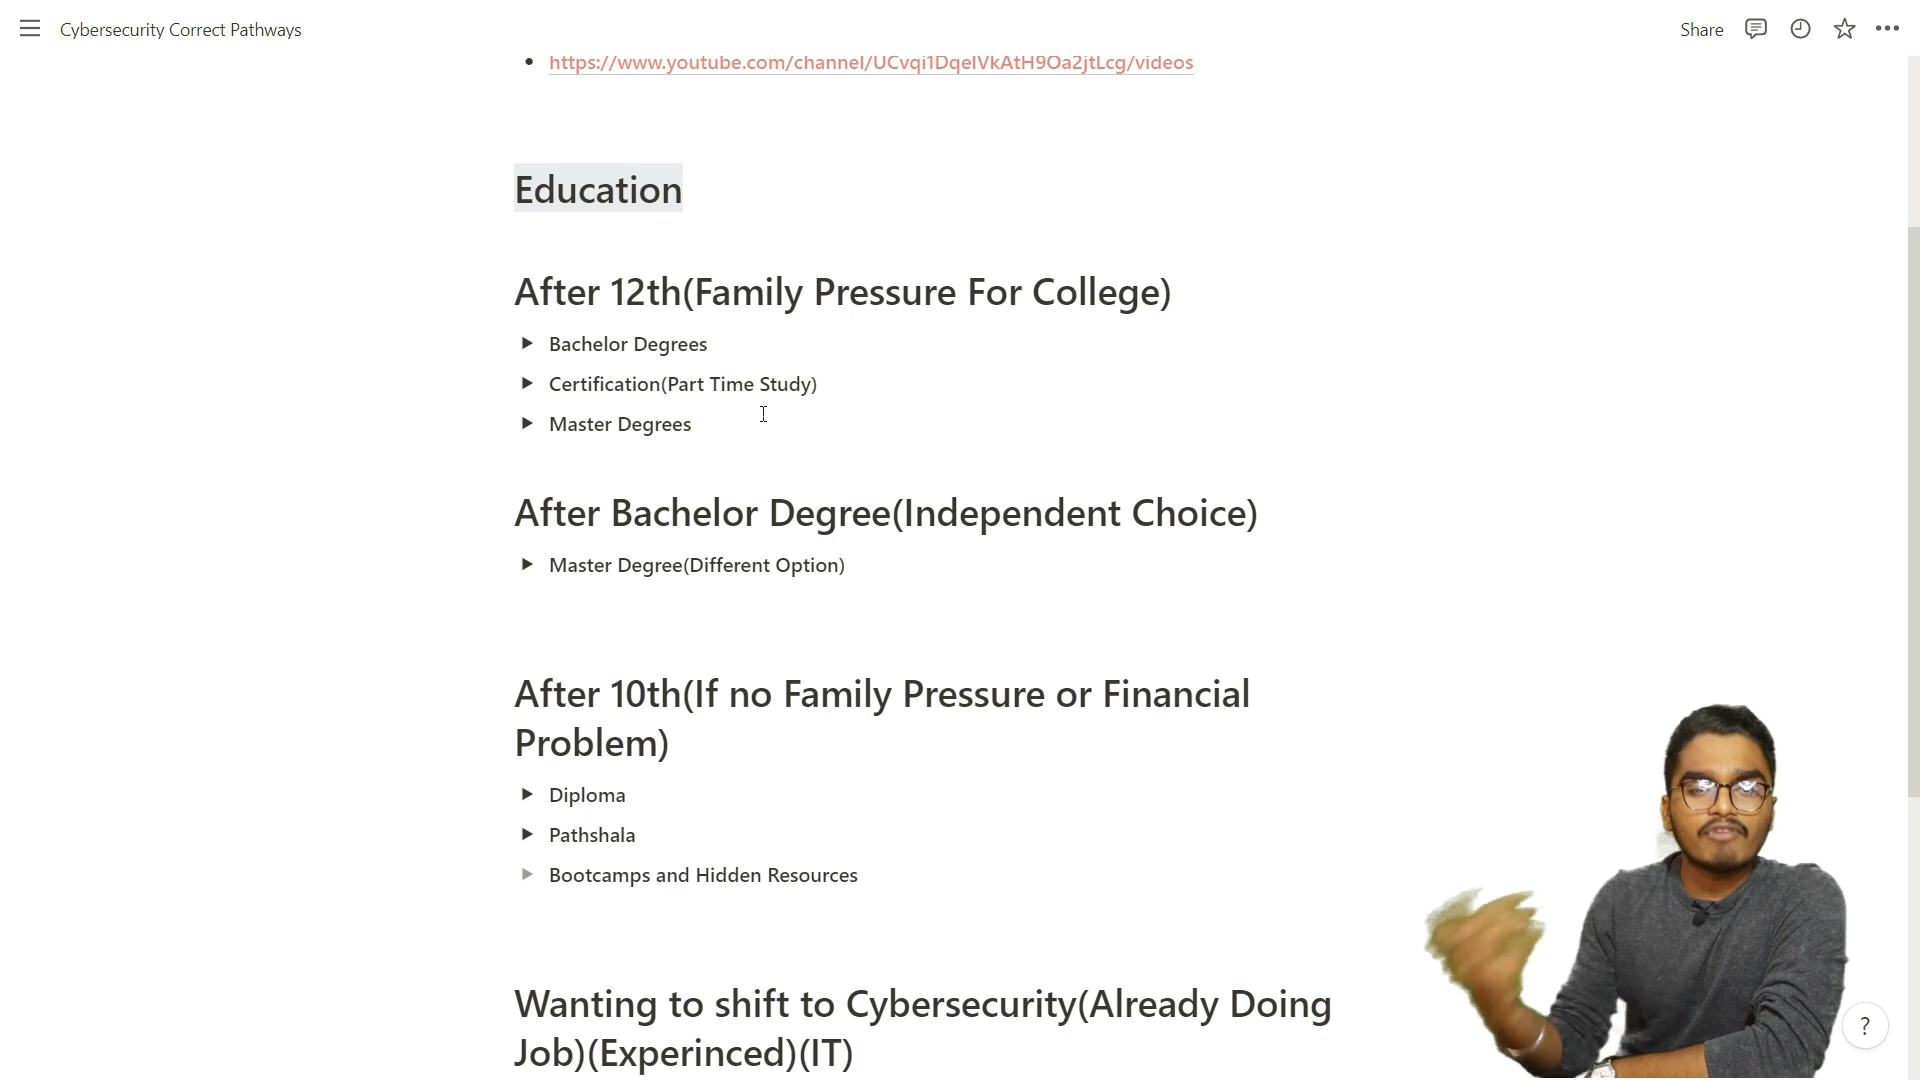 Cybersecurity Correct Pathways
Share
https://www.youtube.com/channel/UCvqi1DqeIVkAtH9Oa2jtLcg/videos
Education
After 12th(Family Pressure For College)
Bachelor Degrees
Certification(Part Time Study)
Master Degrees
After Bachelor Degree(Independent Choice)
Master Degree(Different Option)
After 10th(If no Family Pressure or Financial
Problem)
Diploma
Pathshala
Bootcamps and Hidden Resources
Wanting to shift to Cybersecurity(Already Doing
Job)(Experinced)(IT)
?